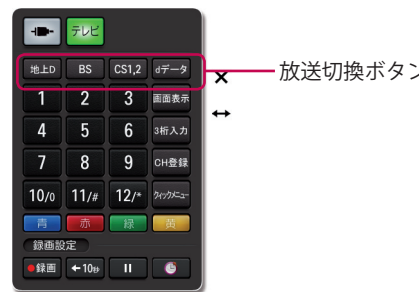 テレビ
地上D BS CS1,2 dデータ
放送切換ボタン
1 2 3 画面表示
4 5 6 3桁入力
7 8 9 CH登録
10/0 11/# 12/* クイックメニュー
青 赤 緑 黄
録画設定
●録画 ←10秒 II